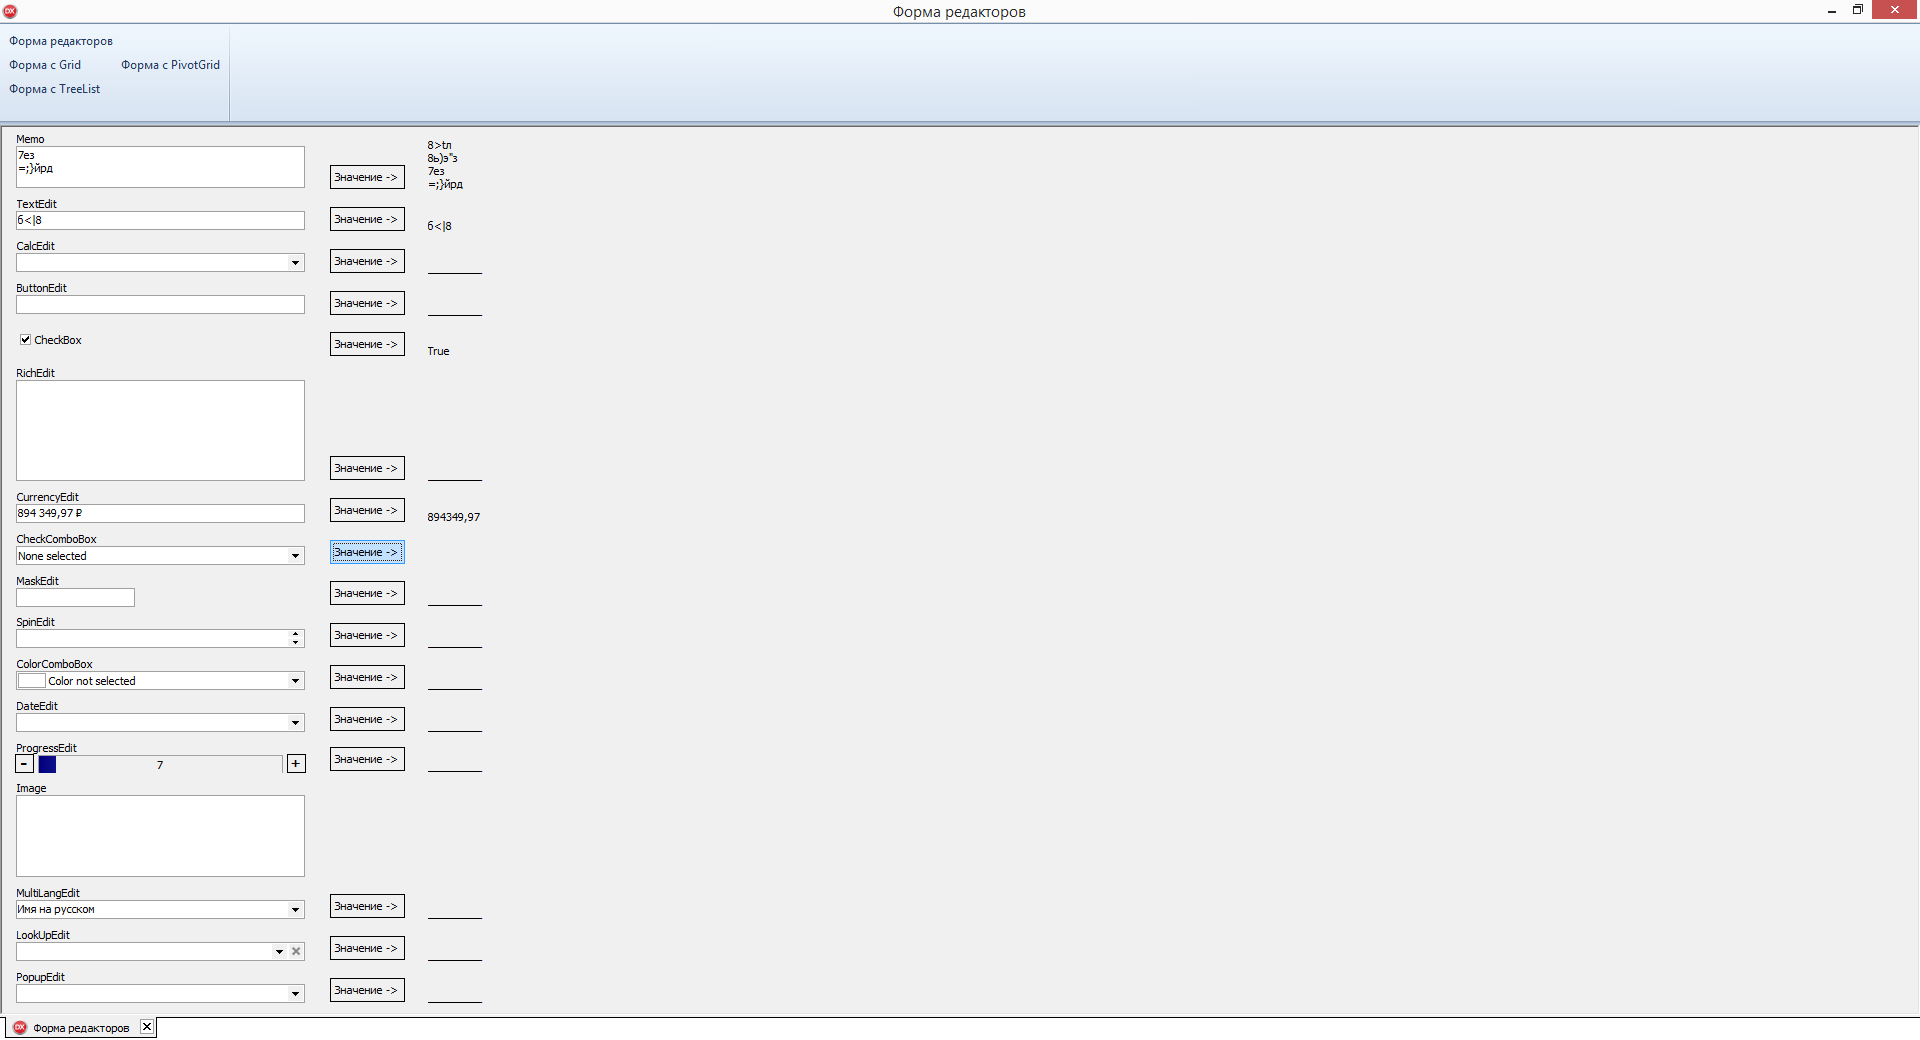 Форма редакторов
Форма редакторов
Форма с Grid Форма с PivotGrid
Форма с TreeList
Memo
7ез
=;}йрд
Значение ->
8>tл
8ь)э"з
7ез
=;}йрд
TextEdit
б<|8
Значение ->
б<|8
CalcEdit
Значение ->
ButtonEdit
Значение ->
CheckBox
Значение ->
True
RichEdit
Значение ->
CurrencyEdit
894 349,97 ₽
Значение ->
894349,97
CheckComboBox
None selected
Значение ->
MaskEdit
Значение ->
SpinEdit
Значение ->
ColorComboBox
Color not selected
Значение ->
DateEdit
Значение ->
ProgressEdit
- 7 +
Значение ->
Image
MultiLangEdit
Имя на русском
Значение ->
LookUpEdit
Значение ->
PopupEdit
Значение ->
DX Форма редакторов